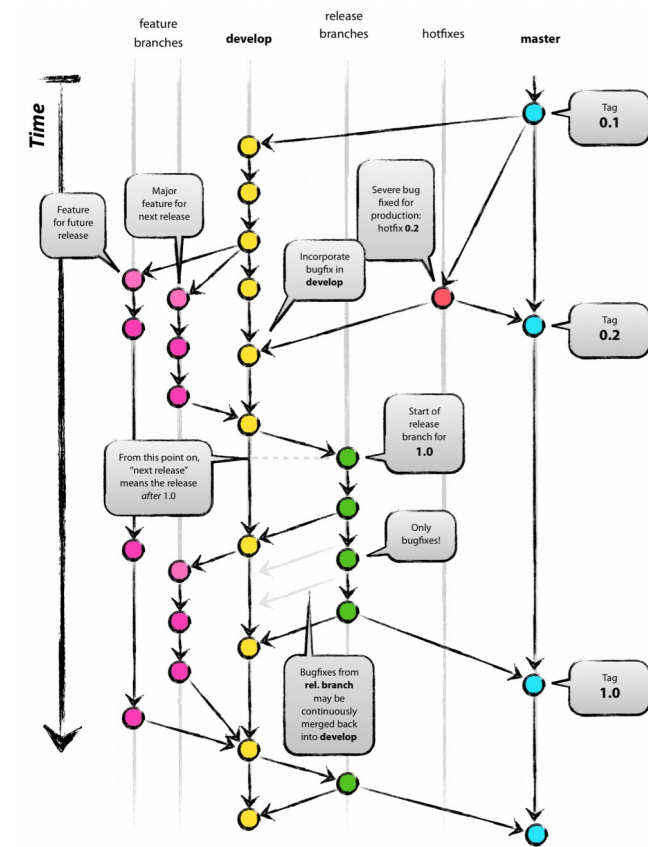 feature
branches
develop
release
branches
hotfixes
master
Time
Tag
0.1
Severe bug
fixed for
production:
hotfix 0.2
Major
feature for
next release
Feature
for future
release
Incorporate
bugfix in
develop
Tag
0.2
Start of
release
branch for
1.0
From this point on,
“next release”
means the release
after 1.0
Only
bugfixes!
Bugfixes from
rel. branch
may be
continuously
merged back
into develop
Tag
1.0